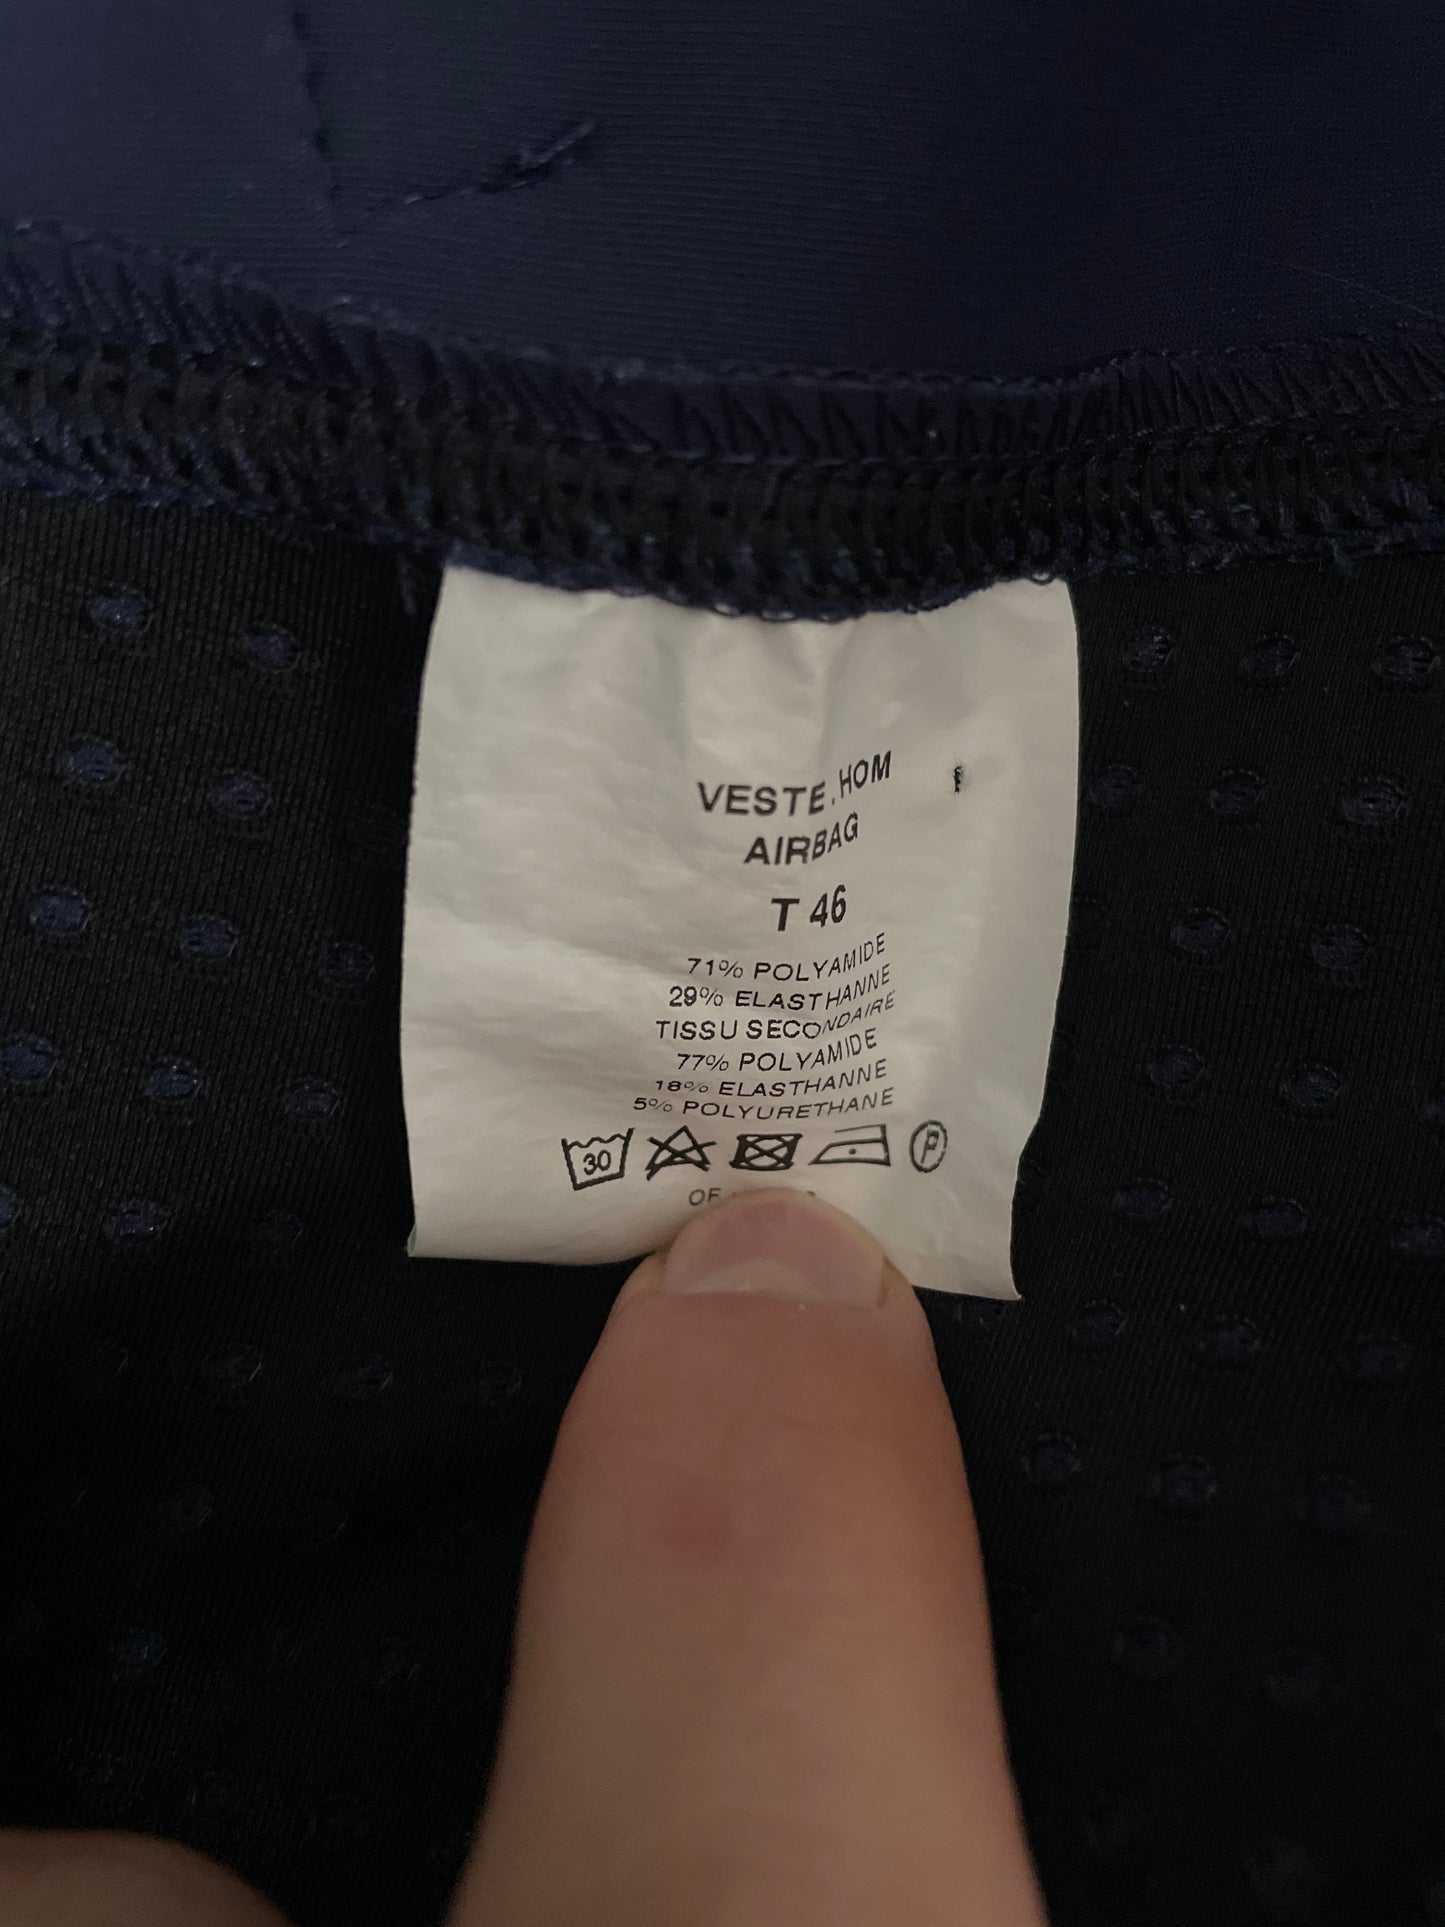 VESTE.HOM
AIRBAG
T 46
71% POLYAMIDE
29% ELASTHANNE
TISSU SECONDAIRE
77% POLYAMIDE
18% ELASTHANNE
5% POLYURETHANE
30 P